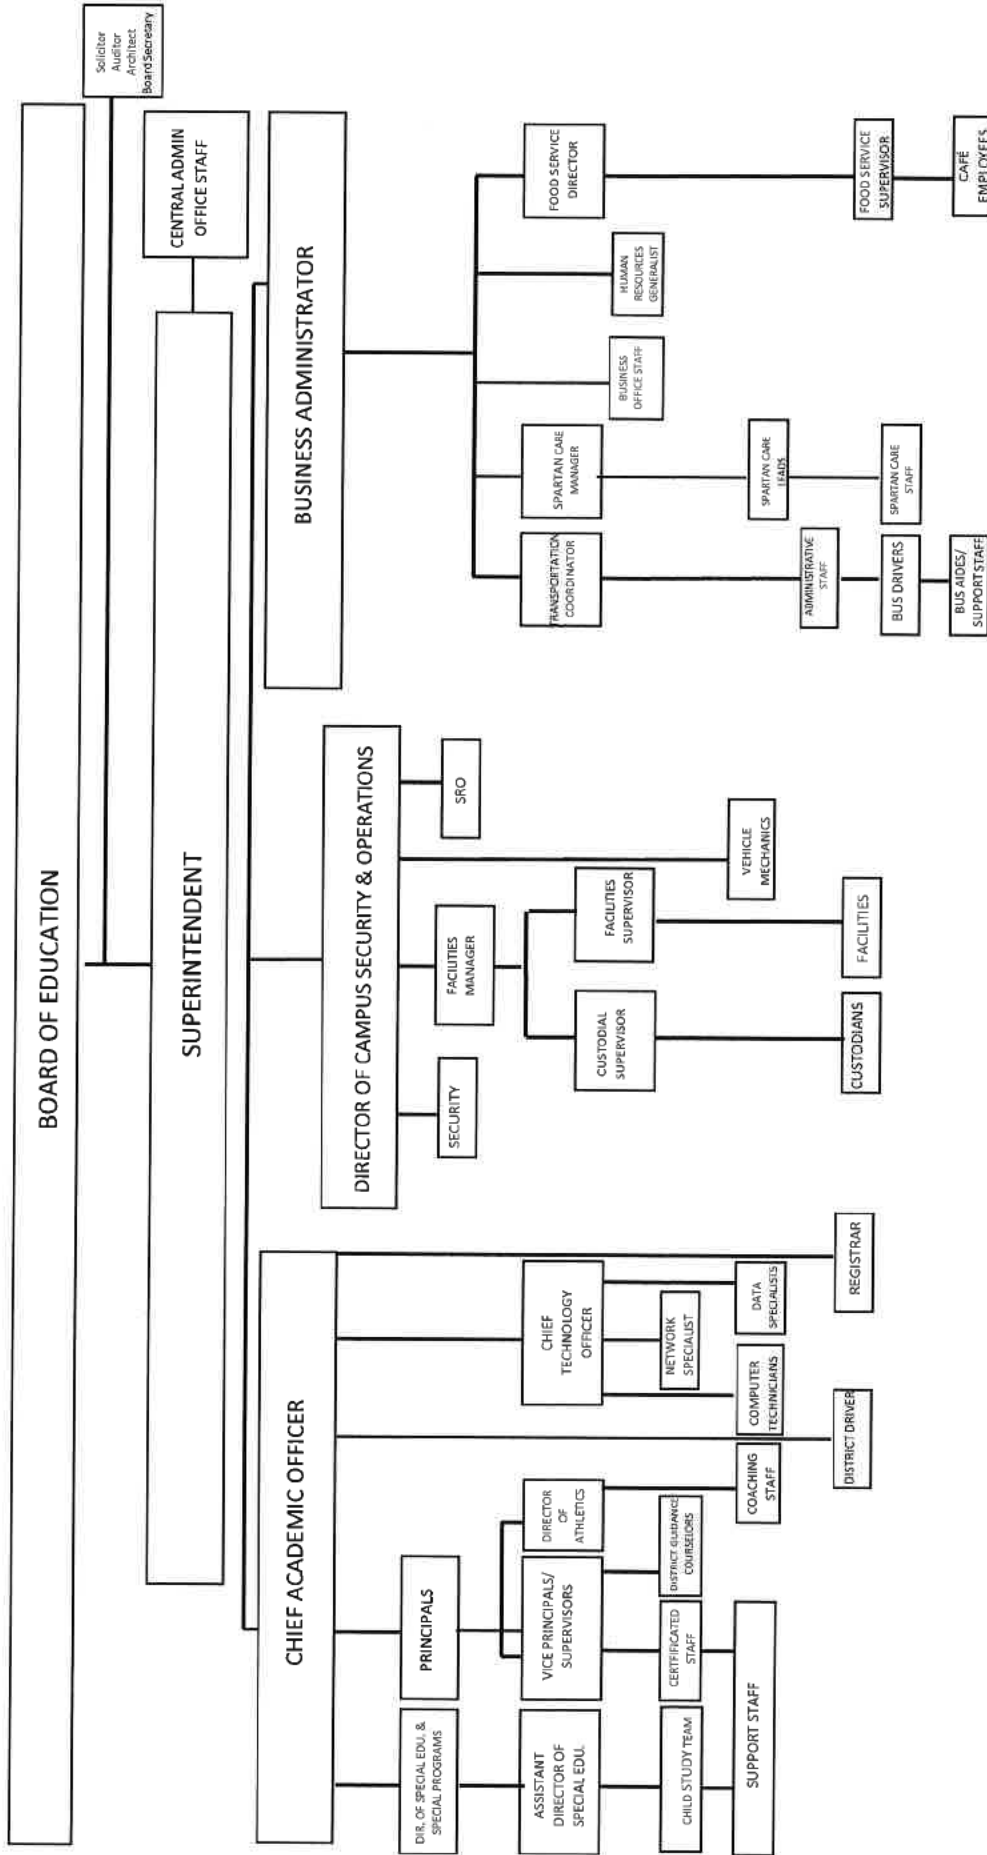 BOARD OF EDUCATION
Solicitor
Auditor
Architect
Board Secretary
SUPERINTENDENT
CENTRAL ADMIN
OFFICE STAFF
CHIEF ACADEMIC OFFICER
DIRECTOR OF CAMPUS SECURITY & OPERATIONS
BUSINESS ADMINISTRATOR
DIR. OF SPECIAL EDU. &
SPECIAL PROGRAMS
PRINCIPALS
ASSISTANT
DIRECTOR OF
SPECIAL EDU.
VICE PRINCIPALS/
SUPERVISORS
DIRECTOR
OF
ATHLETICS
CHIEF
TECHNOLOGY
OFFICER
CHILD STUDY TEAM
CERTFIFICATED
STAFF
DISTRICT GUIDANCE
COURSELORS
NETWORK
SPECIALIST
SUPPORT STAFF
COACHING
STAFF
COMPUTER
TECHNICIANS
DATA
SPECIALISTS
DISTRICT DRIVER
REGISTRAR
SECURITY
FACILITIES
MANAGER
SRO
CUSTODIAL
SUPERVISOR
FACILITIES
SUPERVISOR
VEHICLE
MECHANICS
CUSTODIANS
FACILITIES
TRANSPORTATION
COORDINATOR
SPARTAN CARE
MANAGER
BUSINESS
OFFICE STAFF
HUMAN
RESOURCES
GENERALIST
FOOD SERVICE
DIRECTOR
SPARTAN CARE
LEADS
ADMINISTRATIVE
STAFF
SPARTAN CARE
STAFF
FOOD SERVICE
SUPERVISOR
BUS DRIVERS
BUS AIDES/
SUPPORT STAFF
CAFÉ
EMPLOYEES